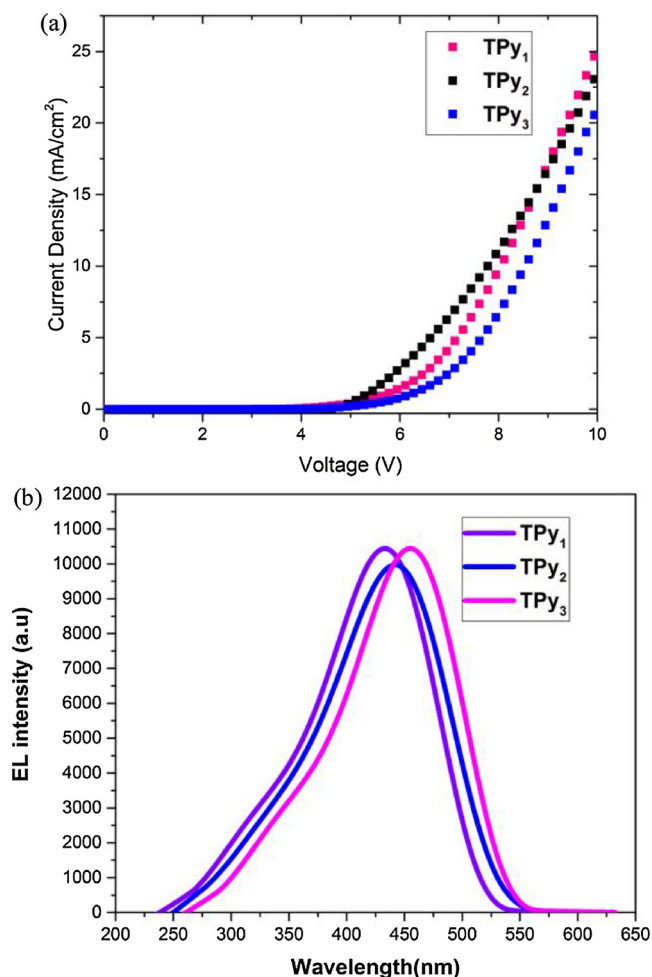 (a)
25
20
15
10
5
0
Current Density (mA/cm²)
TPy₁
TPy₂
TPy₃
0 2 4 6 8 10
Voltage (V)
(b)
12000
11000
10000
9000
8000
7000
6000
5000
4000
3000
2000
1000
0
EL intensity (a.u)
TPy₁
TPy₂
TPy₃
200 250 300 350 400 450 500 550 600 650
Wavelength(nm)